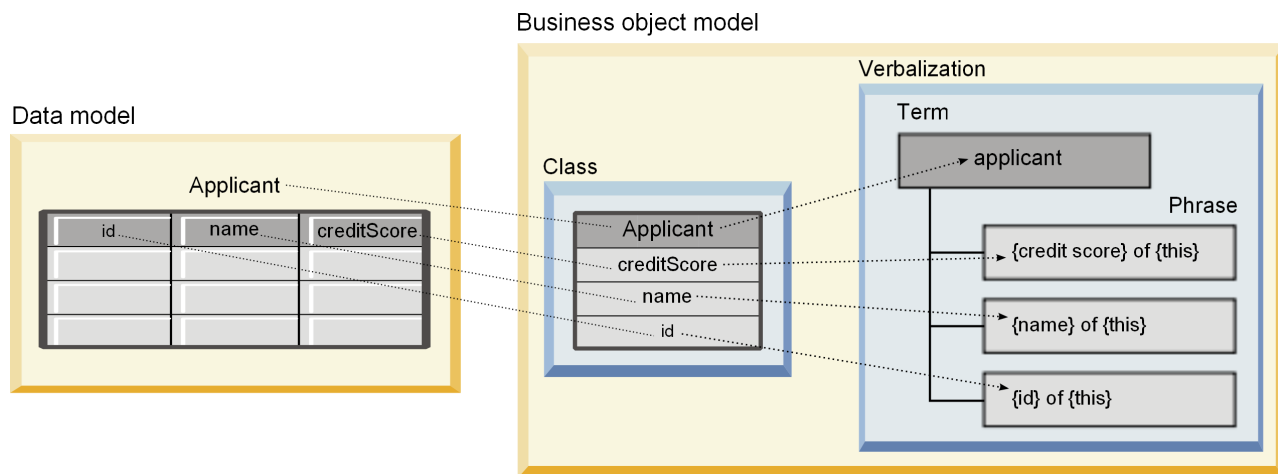 Business object model
Verbalization
Data model
Term
applicant
Class
Applicant
Phrase
id
name
creditScore
Applicant
creditScore
name
id
{credit score} of {this}
{name} of {this}
{id} of {this}